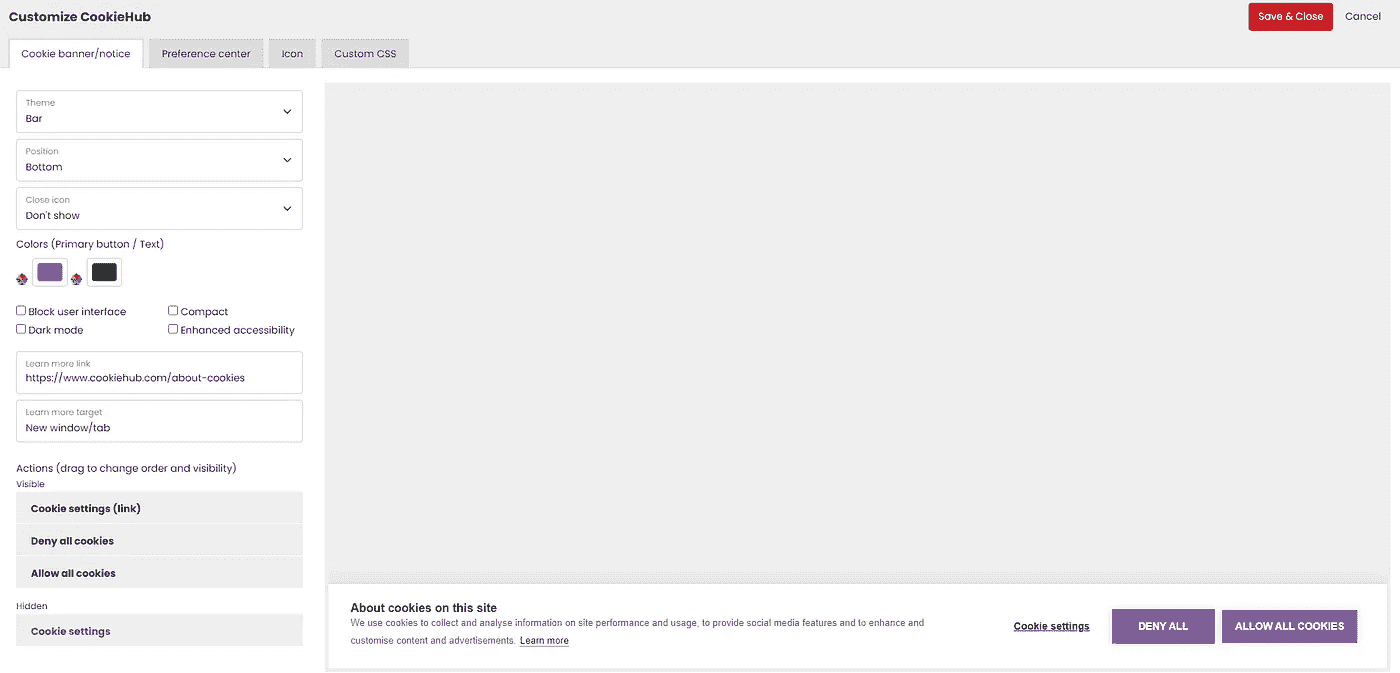 Customize CookieHub
Save & Close
Cancel
Cookie banner/notice
Preference center
Icon
Custom CSS
Theme
Bar
Position
Bottom
Close icon
Don't show
Colors (Primary button / Text)
Block user interface
Compact
Dark mode
Enhanced accessibility
Learn more link
https://www.cookiehub.com/about-cookies
Learn more target
New window/tab
Actions (drag to change order and visibility)
Visible
Cookie settings (link)
Deny all cookies
Allow all cookies
Hidden
Cookie settings
About cookies on this site
We use cookies to collect and analyse information on site performance and usage, to provide social media features and to enhance and
customise content and advertisements. Learn more
Cookie settings
DENY ALL
ALLOW ALL COOKIES